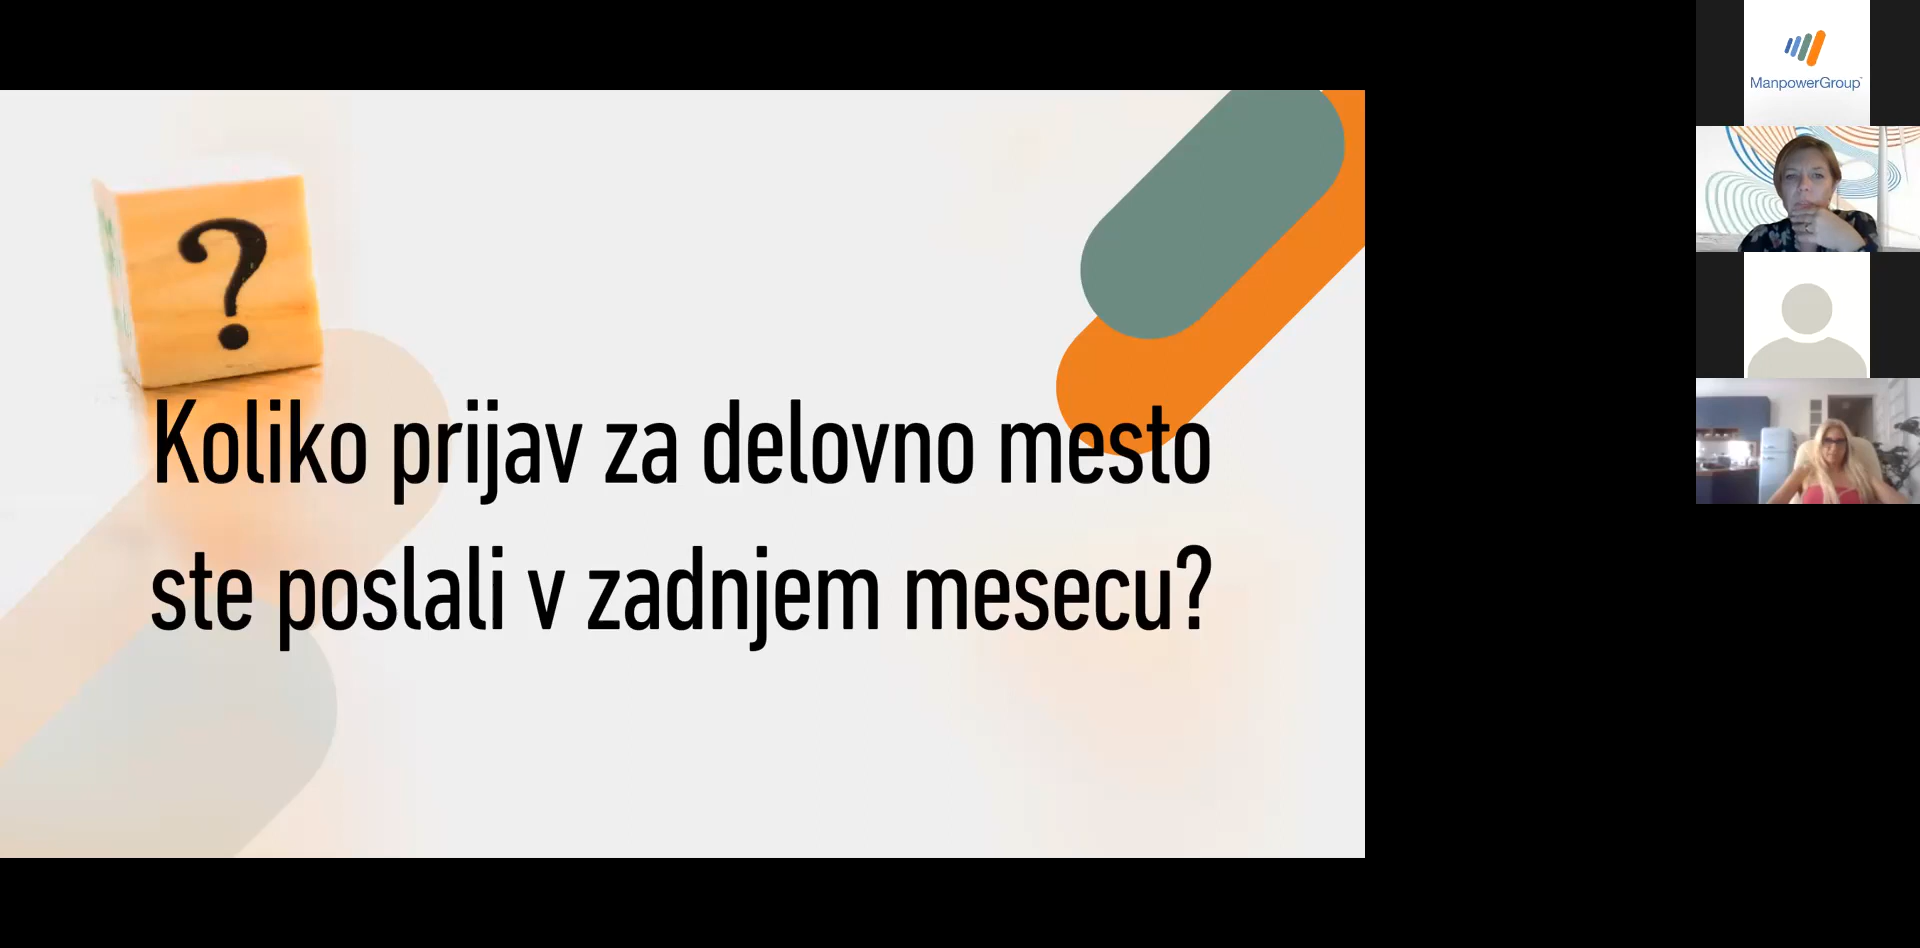 ?
Koliko prijav za delovno mesto
ste poslali v zadnjem mesecu?
ManpowerGroup